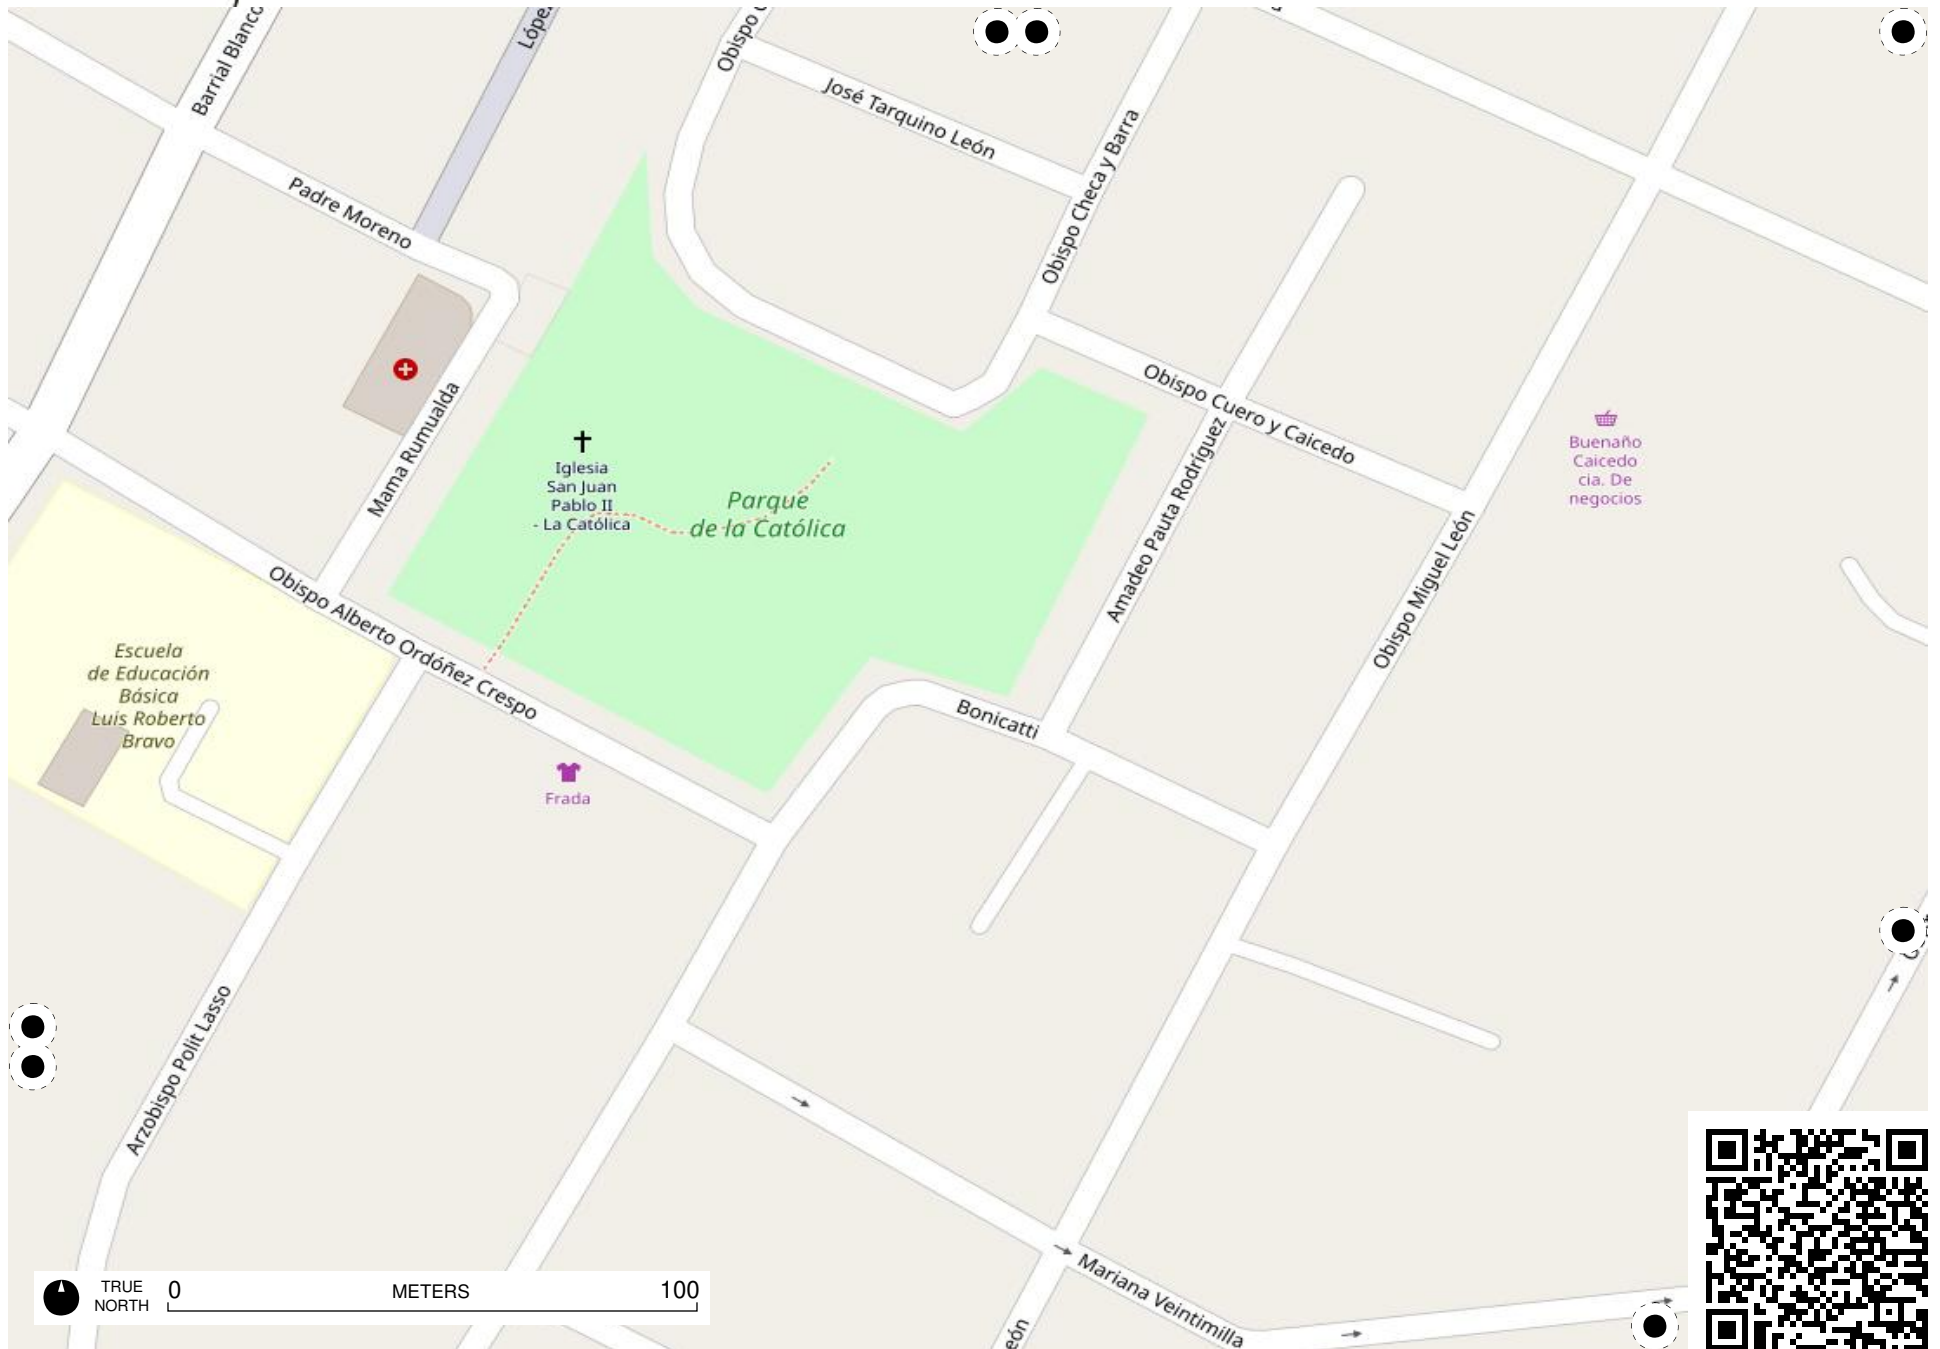 Barrial Blanco
Lópe
Obispo C
José Tarquino León
Obispo Checa y Barra
Padre Moreno
Obispo Cuero y Caicedo
Mama Rumualda
Iglesia
San Juan
Pablo II
- La Católica
Parque
de la Católica
Buenaño
Caicedo
cia. De
negocios
Amadeo Pauta Rodríguez
Obispo Miguel León
Obispo Alberto Ordóñez Crespo
Escuela
de Educación
Básica
Luis Roberto
Bravo
Bonicatti
Frada
Arzobispo Polit Lasso
Mariana Veintimilla
eón
TRUE
NORTH
0 METERS 100